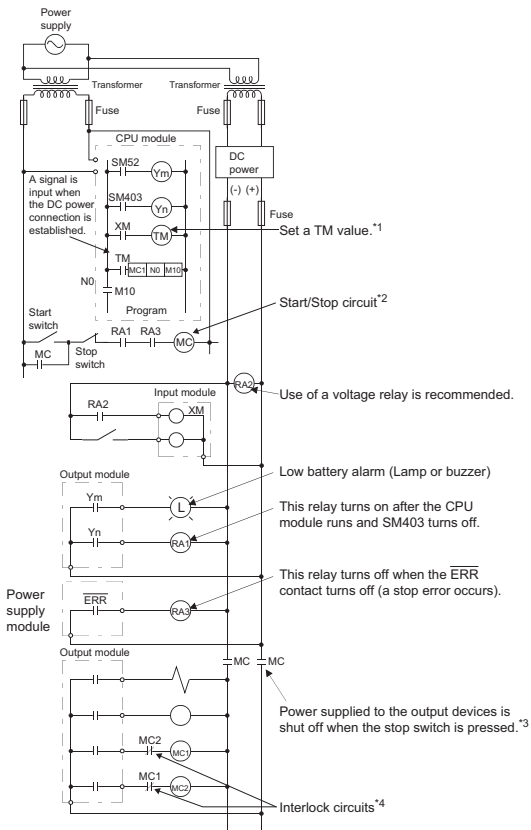 Power
supply
Transformer
Transformer
Fuse
Fuse
CPU module
DC
power
(-) (+)
Fuse
A signal is
input when
the DC power
connection is
established.
SM52
Ym
SM403
Yn
XM
TM
Set a TM value.*1
TM
MC1 N0 M10
N0
M10
Program
Start
switch
MC
Stop
switch
RA1 RA3
MC
Start/Stop circuit*2
RA2
Use of a voltage relay is recommended.
Input module
RA2
XM
Output module
Ym
L
Low battery alarm (Lamp or buzzer)
Yn
RA1
This relay turns on after the CPU
module runs and SM403 turns off.
Power
supply
module
ERR
RA3
This relay turns off when the ERR
contact turns off (a stop error occurs).
Output module
MC
MC
Power supplied to the output devices is
shut off when the stop switch is pressed.*3
MC2
MC1
MC1
MC2
Interlock circuits*4